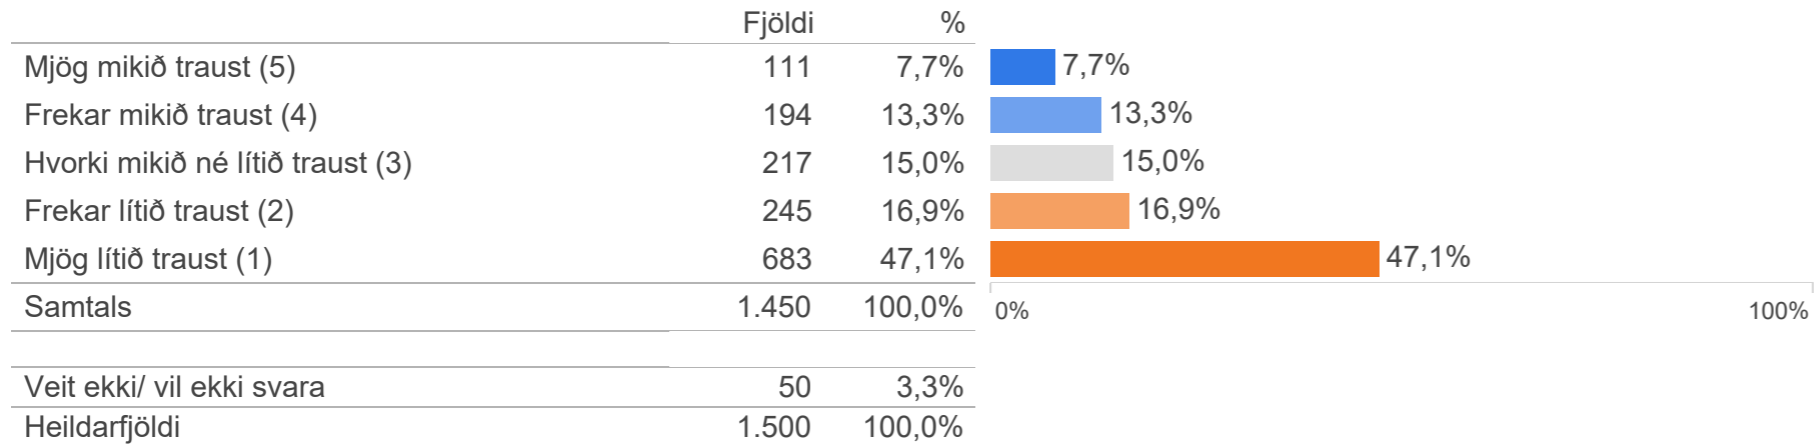 Fjöldi %
Mjög mikið traust (5) 111 7,7% 7,7%
Frekar mikið traust (4) 194 13,3% 13,3%
Hvorki mikið né lítið traust (3) 217 15,0% 15,0%
Frekar lítið traust (2) 245 16,9% 16,9%
Mjög lítið traust (1) 683 47,1% 47,1%
Samtals 1.450 100,0% 0% 100%
Veit ekki/ vil ekki svara 50 3,3%
Heildarfjöldi 1.500 100,0%